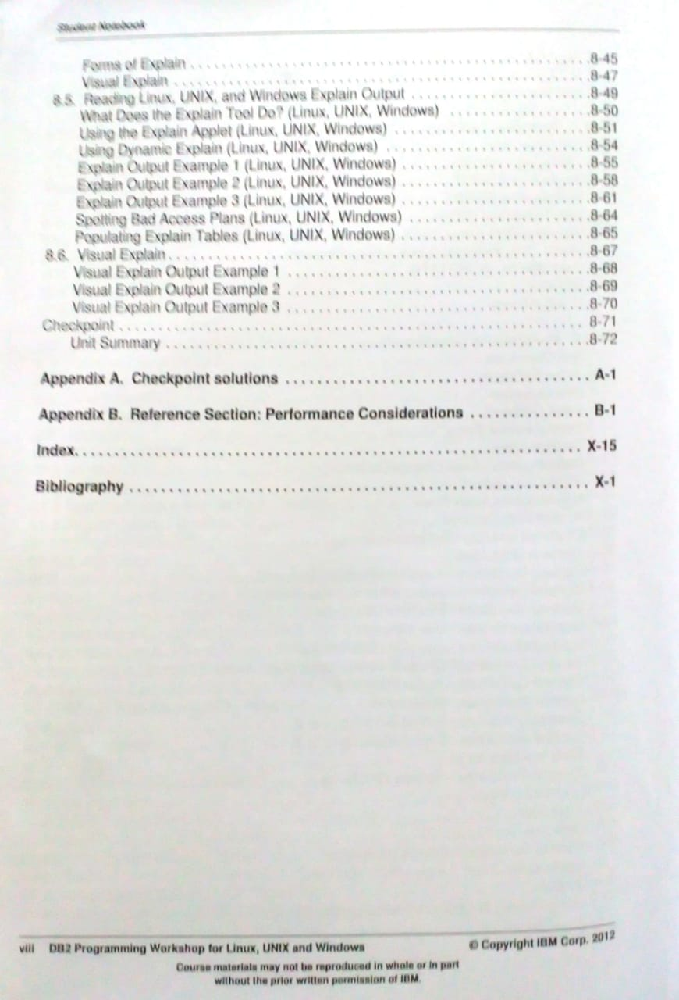 Student Notebook
Forms of Explain . . . . . . . . . . . . . . . . . . . . . . . . . . . . . . . . . . . . . . . . . . . . . . . . . .8-45
Visual Explain . . . . . . . . . . . . . . . . . . . . . . . . . . . . . . . . . . . . . . . . . . . . . . . . . . . .8-47
8.5. Reading Linux, UNIX, and Windows Explain Output . . . . . . . . . . . . . . . . . . . . . .8-49
What Does the Explain Tool Do? (Linux, UNIX, Windows) . . . . . . . . . . . . . . . . . .8-50
Using the Explain Applet (Linux, UNIX, Windows) . . . . . . . . . . . . . . . . . . . . . . . .8-51
Using Dynamic Explain (Linux, UNIX, Windows) . . . . . . . . . . . . . . . . . . . . . . . . .8-54
Explain Output Example 1 (Linux, UNIX, Windows) . . . . . . . . . . . . . . . . . . . . . . .8-55
Explain Output Example 2 (Linux, UNIX, Windows) . . . . . . . . . . . . . . . . . . . . . . .8-58
Explain Output Example 3 (Linux, UNIX, Windows) . . . . . . . . . . . . . . . . . . . . . . .8-61
Spotting Bad Access Plans (Linux, UNIX, Windows) . . . . . . . . . . . . . . . . . . . . . .8-64
Populating Explain Tables (Linux, UNIX, Windows) . . . . . . . . . . . . . . . . . . . . . . .8-65
8.6. Visual Explain . . . . . . . . . . . . . . . . . . . . . . . . . . . . . . . . . . . . . . . . . . . . . . . . . . . .8-67
Visual Explain Output Example 1 . . . . . . . . . . . . . . . . . . . . . . . . . . . . . . . . . . . . .8-68
Visual Explain Output Example 2 . . . . . . . . . . . . . . . . . . . . . . . . . . . . . . . . . . . . .8-69
Visual Explain Output Example 3 . . . . . . . . . . . . . . . . . . . . . . . . . . . . . . . . . . . . .8-70
Checkpoint . . . . . . . . . . . . . . . . . . . . . . . . . . . . . . . . . . . . . . . . . . . . . . . . . . . . . . . . . 8-71
Unit Summary . . . . . . . . . . . . . . . . . . . . . . . . . . . . . . . . . . . . . . . . . . . . . . . . . . . . .8-72
Appendix A. Checkpoint solutions . . . . . . . . . . . . . . . . . . . . . . . . . . . . . . . . . . . . . A-1
Appendix B. Reference Section: Performance Considerations . . . . . . . . . . . . . . . B-1
Index. . . . . . . . . . . . . . . . . . . . . . . . . . . . . . . . . . . . . . . . . . . . . . . . . . . . . . . . . . . . . X-15
Bibliography . . . . . . . . . . . . . . . . . . . . . . . . . . . . . . . . . . . . . . . . . . . . . . . . . . . . . . . X-1
viii DB2 Programming Workshop for Linux, UNIX and Windows © Copyright IBM Corp. 2012
Course materials may not be reproduced in whole or in part
without the prior written permission of IBM.